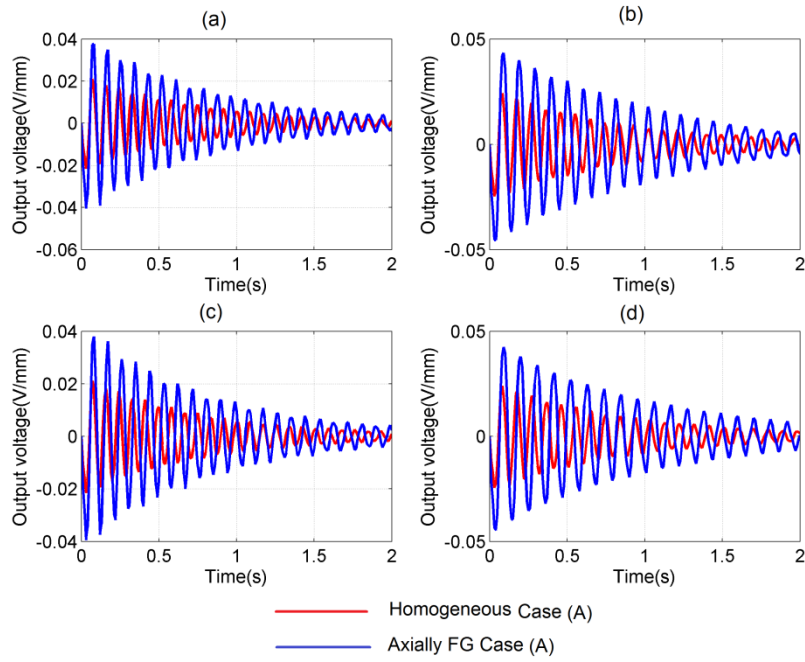 (a)
0.04
0.02
0
-0.02
-0.04
-0.06
Output voltage(V/mm)
0 0.5 1 1.5 2
Time(s)
(b)
0.05
0
-0.05
Output voltage(V/mm)
0 0.5 1 1.5 2
Time(s)
(c)
0.04
0.02
0
-0.02
-0.04
Output voltage(V/mm)
0 0.5 1 1.5 2
Time(s)
(d)
0.05
0
-0.05
Output voltage(V/mm)
0 0.5 1 1.5 2
Time(s)
Homogeneous Case (A)
Axially FG Case (A)